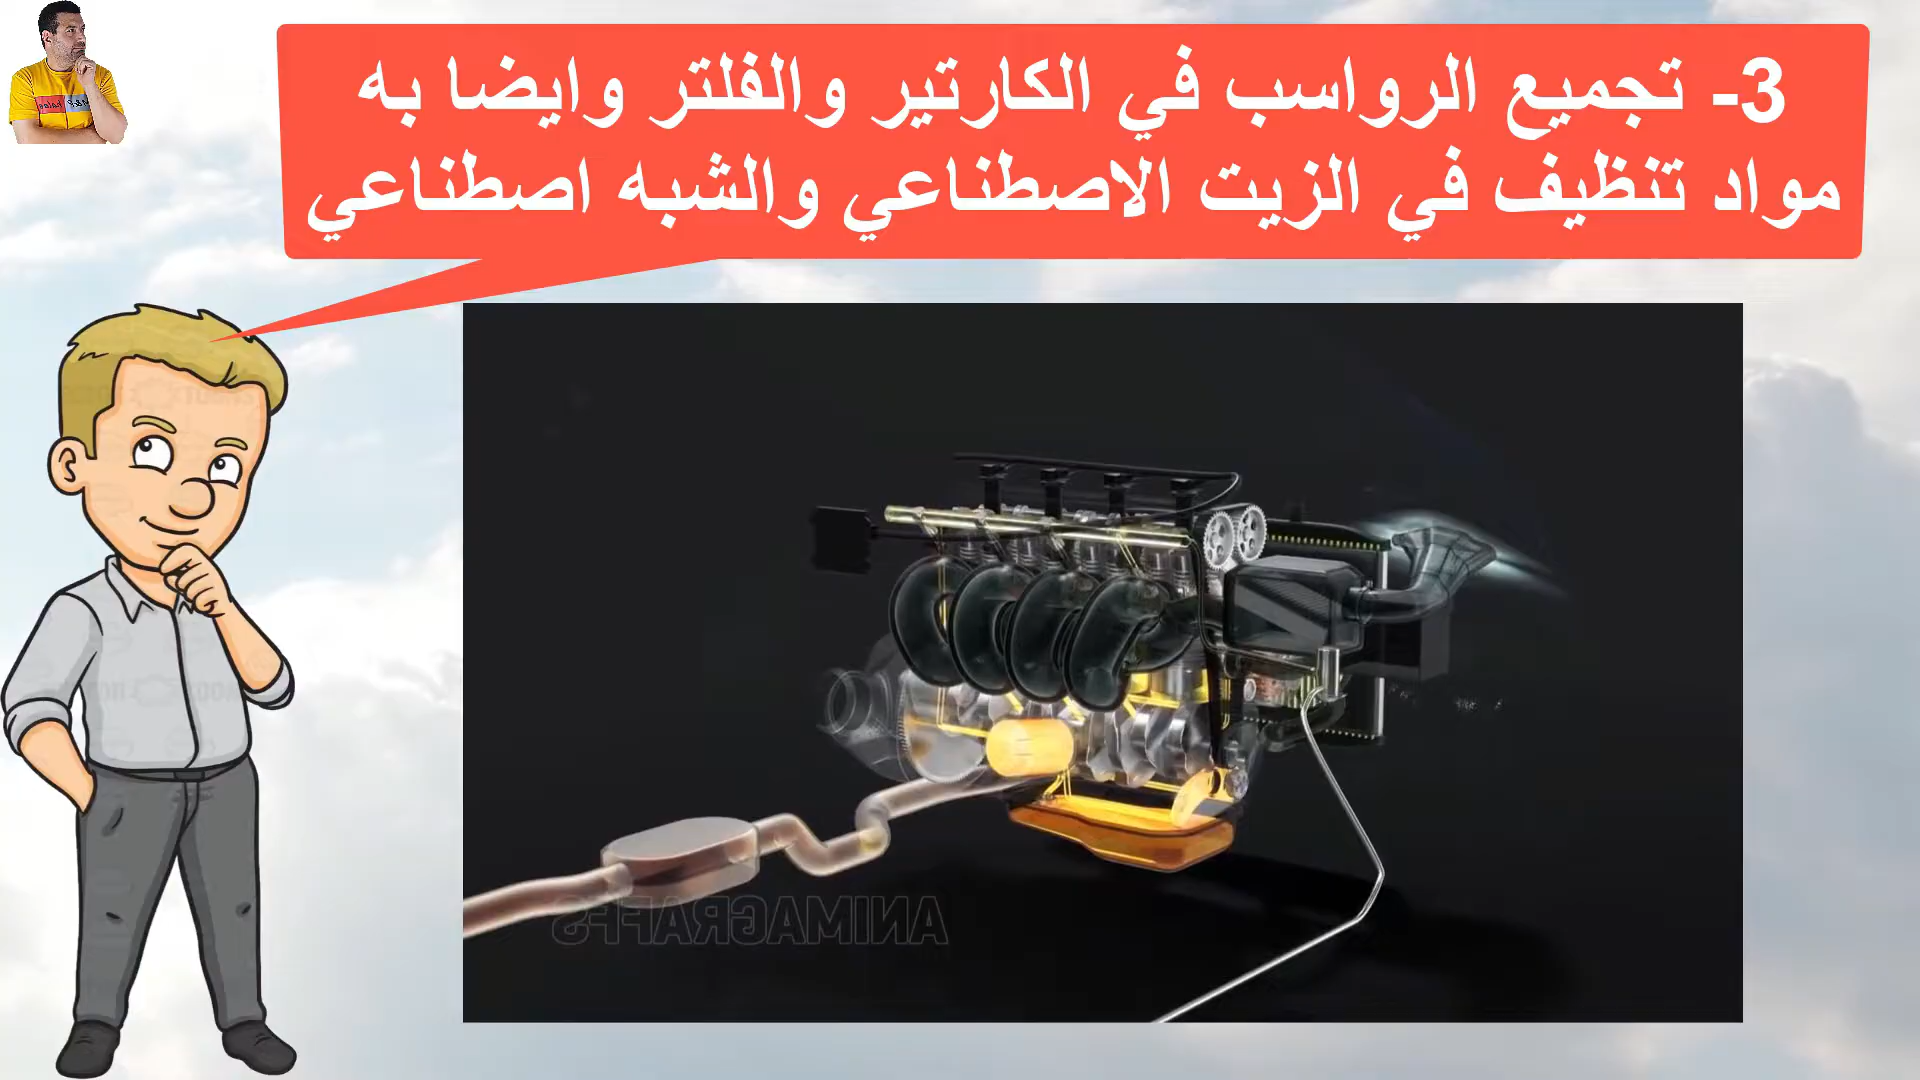 3- تجميع الرواسب في الكارتير والفلتر وايضا به
مواد تنظيف في الزيت الاصطناعي والشبه اصطناعي
ANIMAGRAFFS